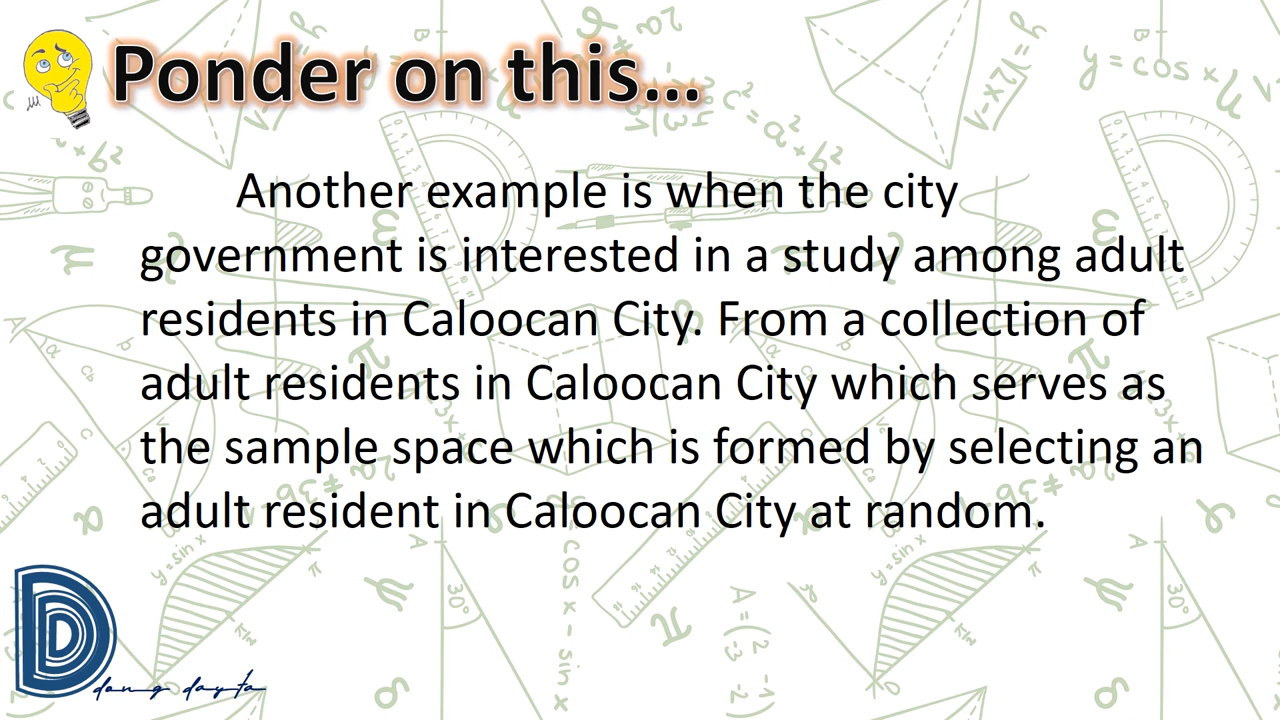 Ponder on this...
Another example is when the city
government is interested in a study among adult
residents in Caloocan City. From a collection of
adult residents in Caloocan City which serves as
the sample space which is formed by selecting an
adult resident in Caloocan City at random.
D
dang dayta